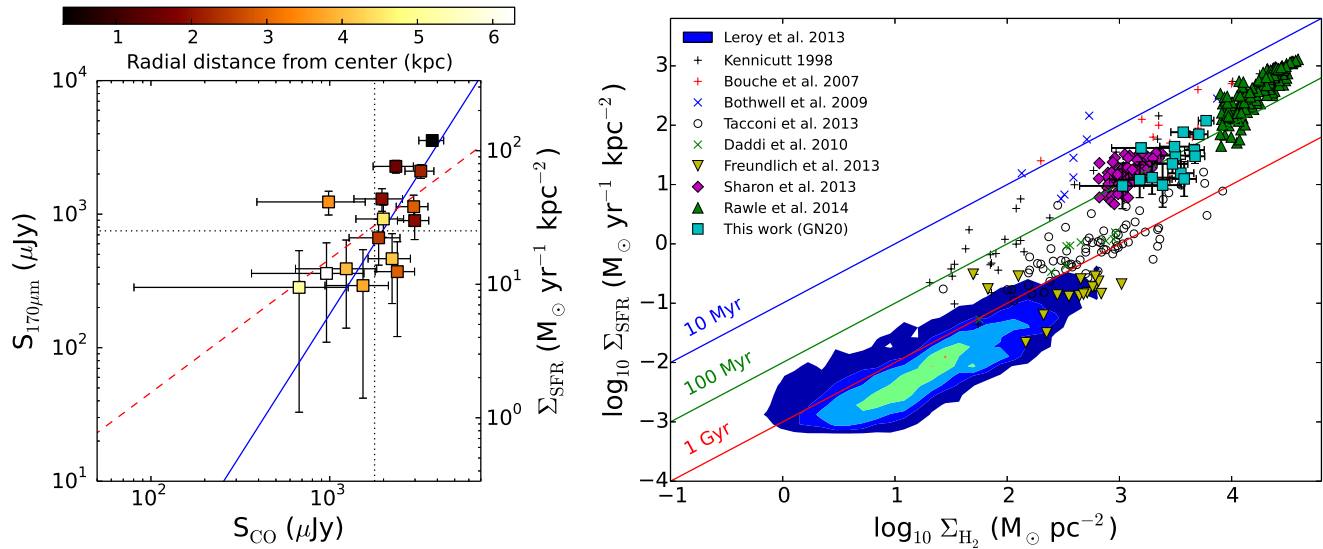 1 2 3 4 5 6
Radial distance from center (kpc)
10⁴
10³
10²
10¹
S₁₇₀μm (μJy)
10² 10³
S_CO (μJy)
10²
10¹
10⁰
Σ_SFR (M⊙ yr⁻¹ kpc⁻²)
Leroy et al. 2013
Kennicutt 1998
Bouche et al. 2007
Bothwell et al. 2009
Tacconi et al. 2013
Daddi et al. 2010
Freundlich et al. 2013
Sharon et al. 2013
Rawle et al. 2014
This work (GN20)
10 Myr
100 Myr
1 Gyr
3
2
1
0
−1
−2
−3
−4
log₁₀ Σ_SFR (M⊙ yr⁻¹ kpc⁻²)
−1 0 1 2 3 4
log₁₀ Σ_H₂ (M⊙ pc⁻²)